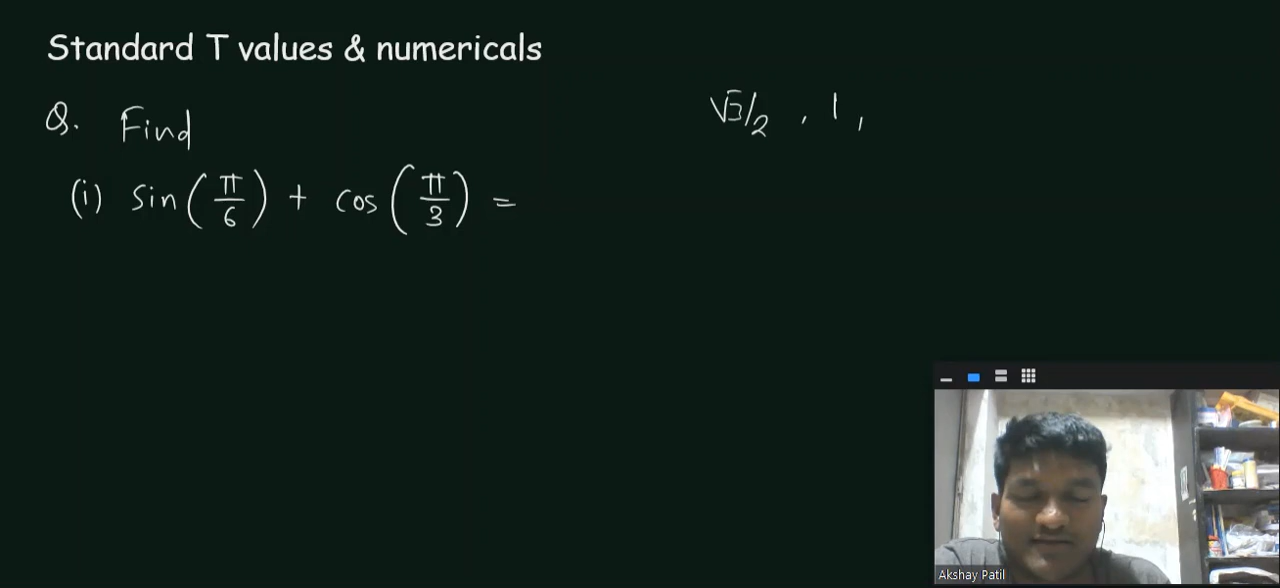 Standard T values & numericals
Q. Find
√3/2 , 1 ,
(i) sin(π/6) + cos(π/3) =
Akshay Patil